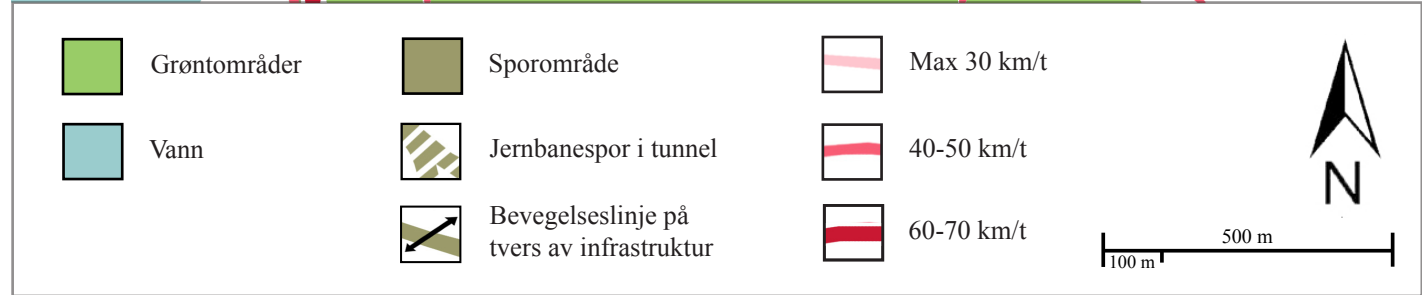 Grøntområder
Vann
Sporområde
Jernbanespor i tunnel
Bevegelseslinje på
tvers av infrastruktur
Max 30 km/t
40-50 km/t
60-70 km/t
N
500 m
100 m